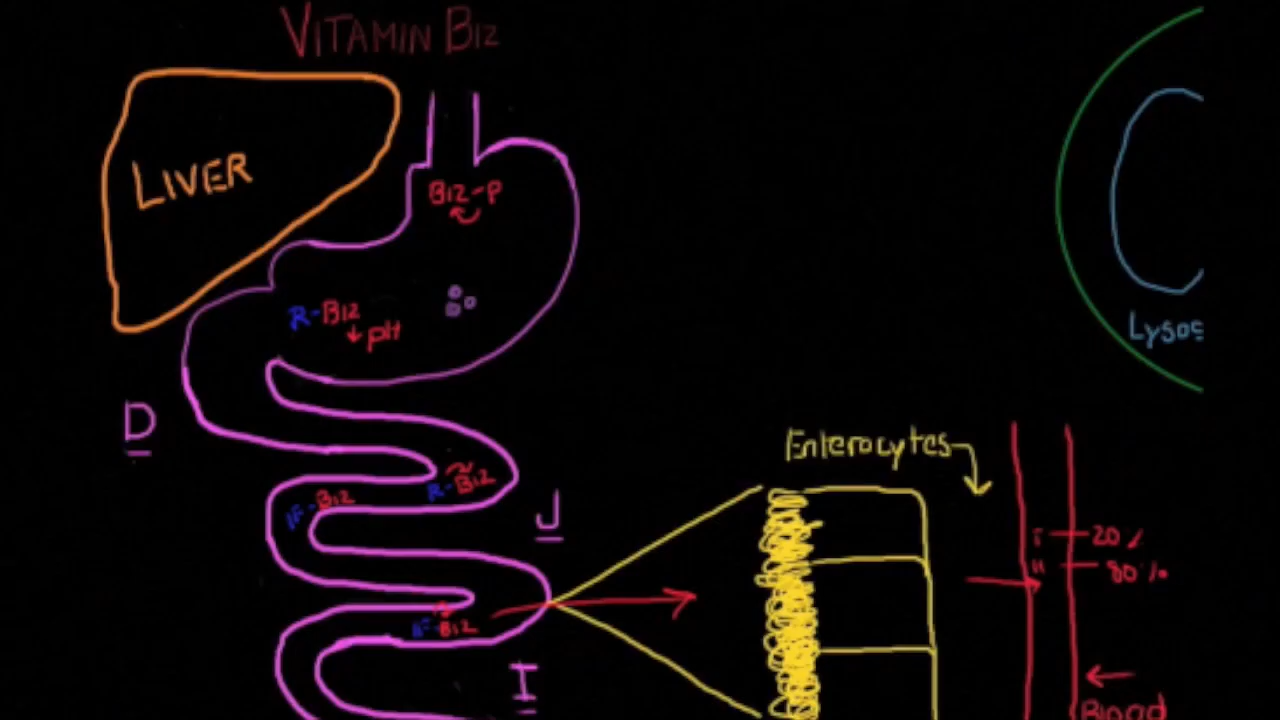 VITAMIN B12
LIVER
B12-P
R-B12
↓ pH
D
R-B12
IF-B12
J
IF-B12
I
Enterocytes
I 20%
II 80%
Blood
Lysos